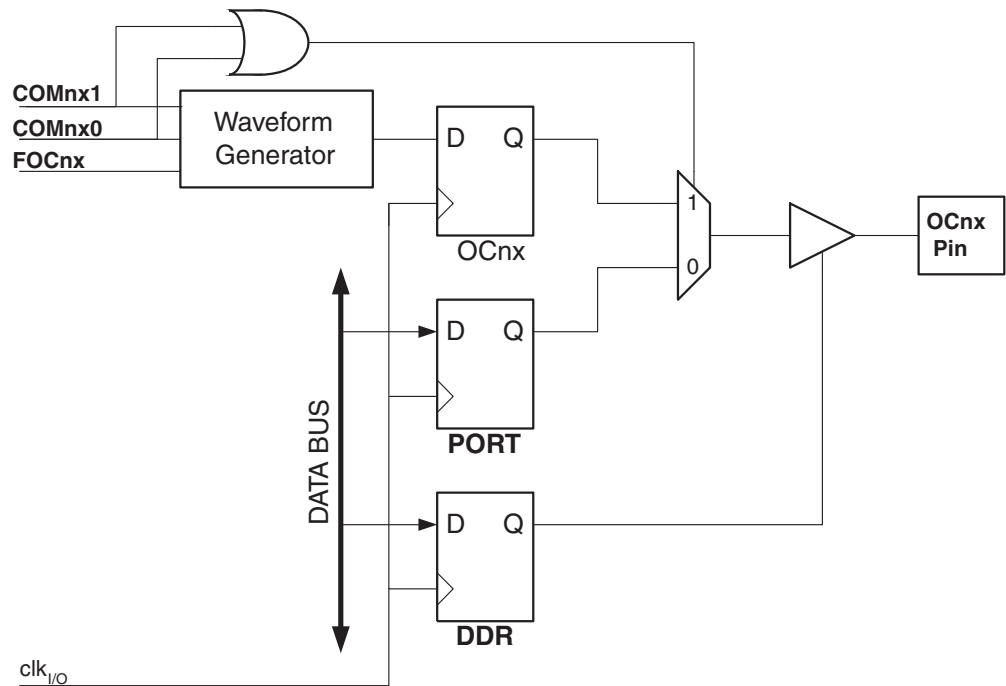 COMnx1
COMnx0
FOCnx
Waveform
Generator
D Q
OCnx
1
0
OCnx
Pin
D Q
PORT
D Q
DDR
DATA BUS
clkI/O